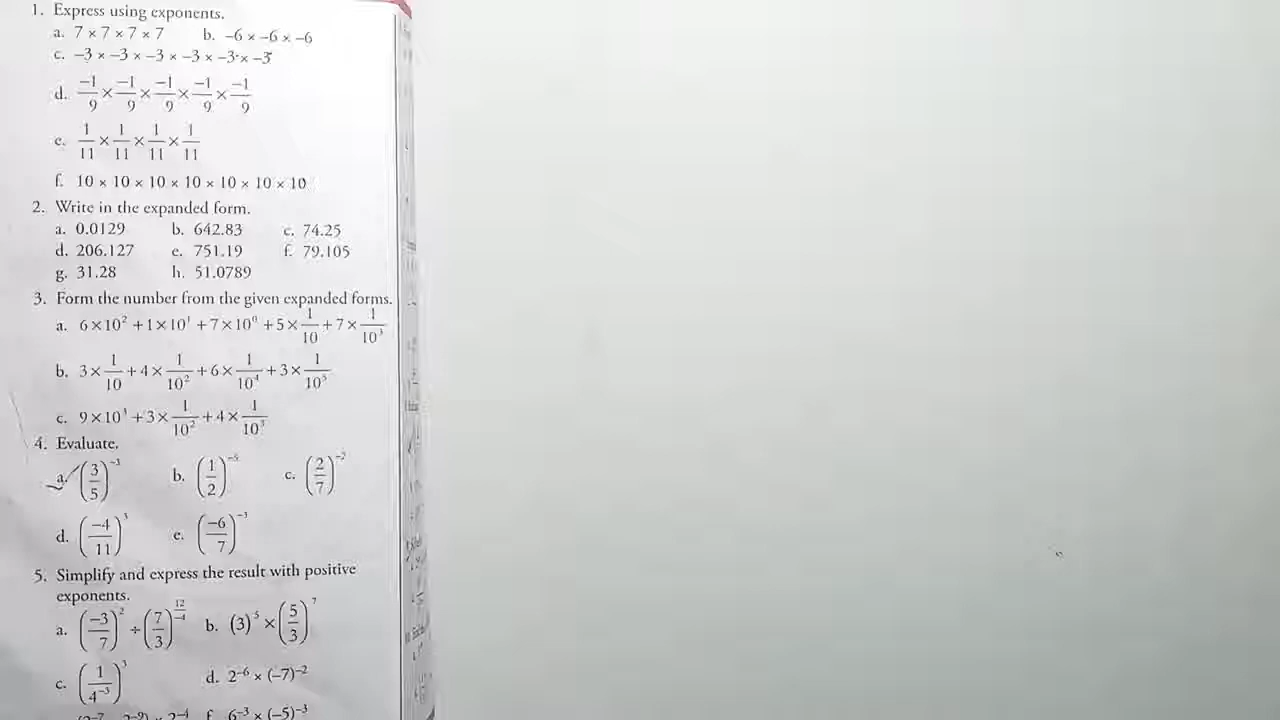 1. Express using exponents.
a. 7 × 7 × 7 × 7 b. −6 × −6 × −6
c. −3 × −3 × −3 × −3 × −3 × −3
d. −1/9 × −1/9 × −1/9 × −1/9 × −1/9
e. 1/11 × 1/11 × 1/11 × 1/11
f. 10 × 10 × 10 × 10 × 10 × 10 × 10
2. Write in the expanded form.
a. 0.0129 b. 642.83 c. 74.25
d. 206.127 e. 751.19 f. 79.105
g. 31.28 h. 51.0789
3. Form the number from the given expanded forms.
a. 6×10² + 1×10¹ + 7×10⁰ + 5×1/10 + 7×1/10³
b. 3×1/10 + 4×1/10² + 6×1/10⁴ + 3×1/10⁵
c. 9×10³ + 3×1/10² + 4×1/10³
4. Evaluate.
a. (3/5)⁻³ b. (1/2)⁻⁵ c. (2/7)⁻²
d. (−4/11)³ e. (−6/7)⁻³
5. Simplify and express the result with positive
exponents.
a. (−3/7)² ÷ (7/3)^(12/−4) b. (3)⁵ × (5/3)⁷
c. (1/4⁻³)³ d. 2⁻⁶ × (−7)⁻²
f. 6⁻³ × (−5)⁻³